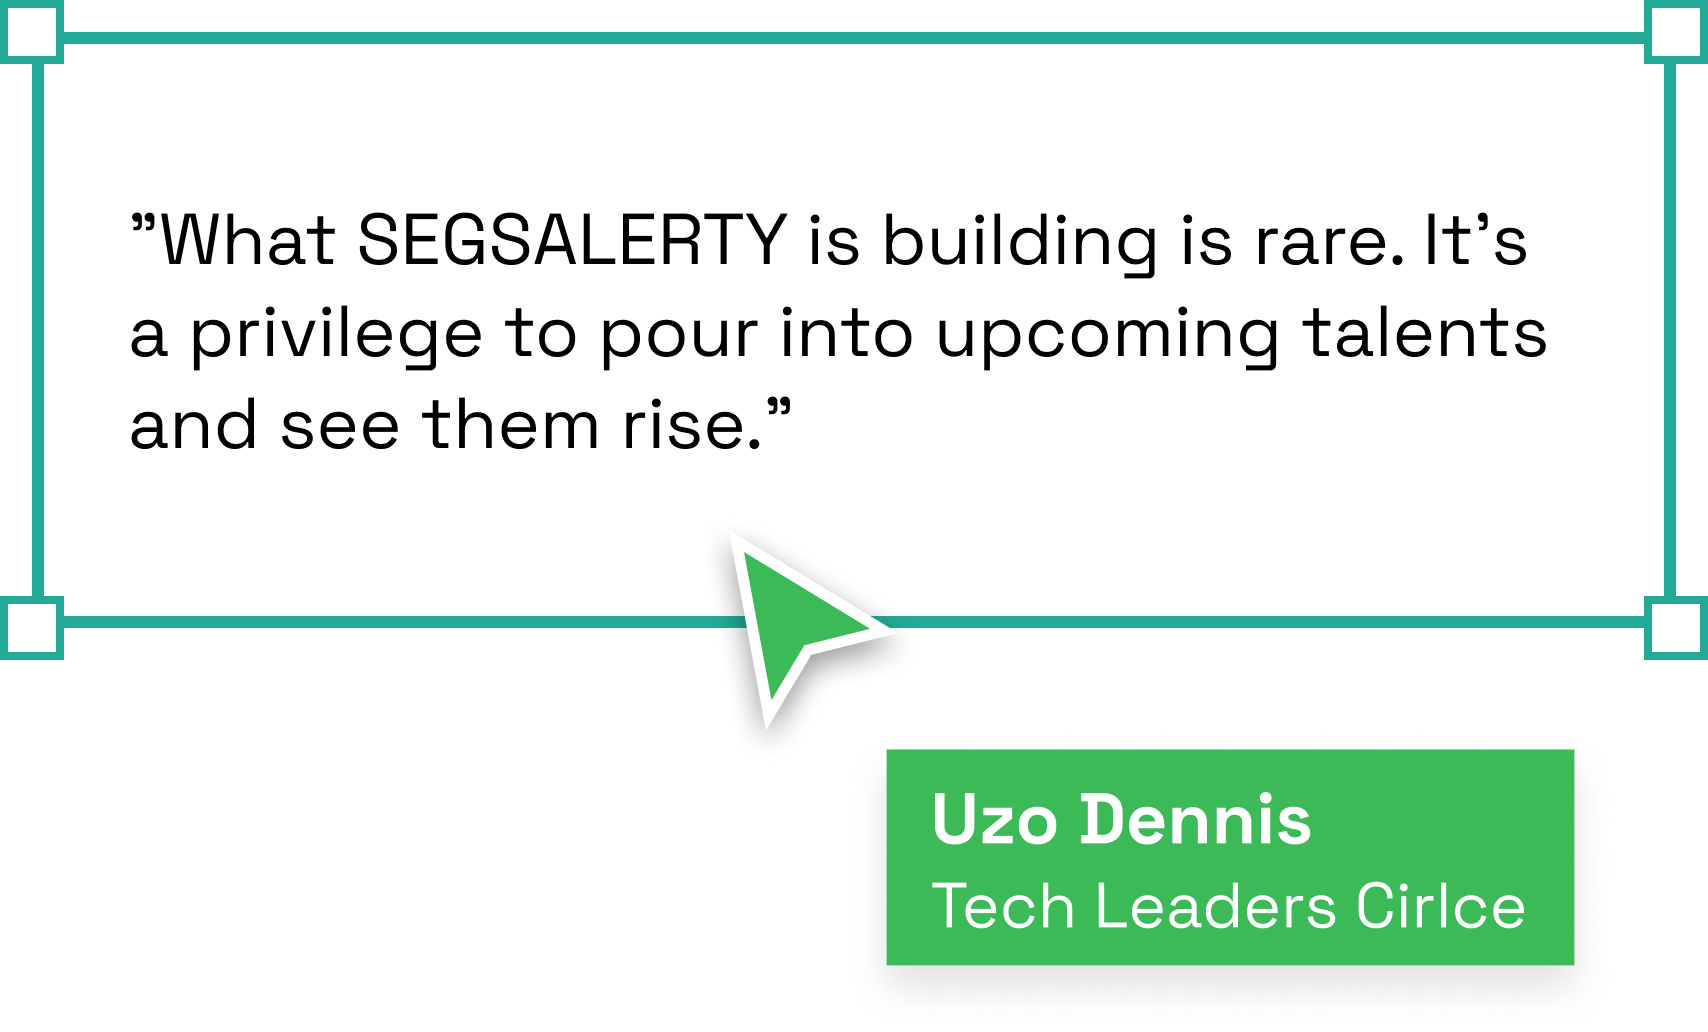 ”What SEGSALERTY is building is rare. It’s
a privilege to pour into upcoming talents
and see them rise.”
Uzo Dennis
Tech Leaders Cirlce